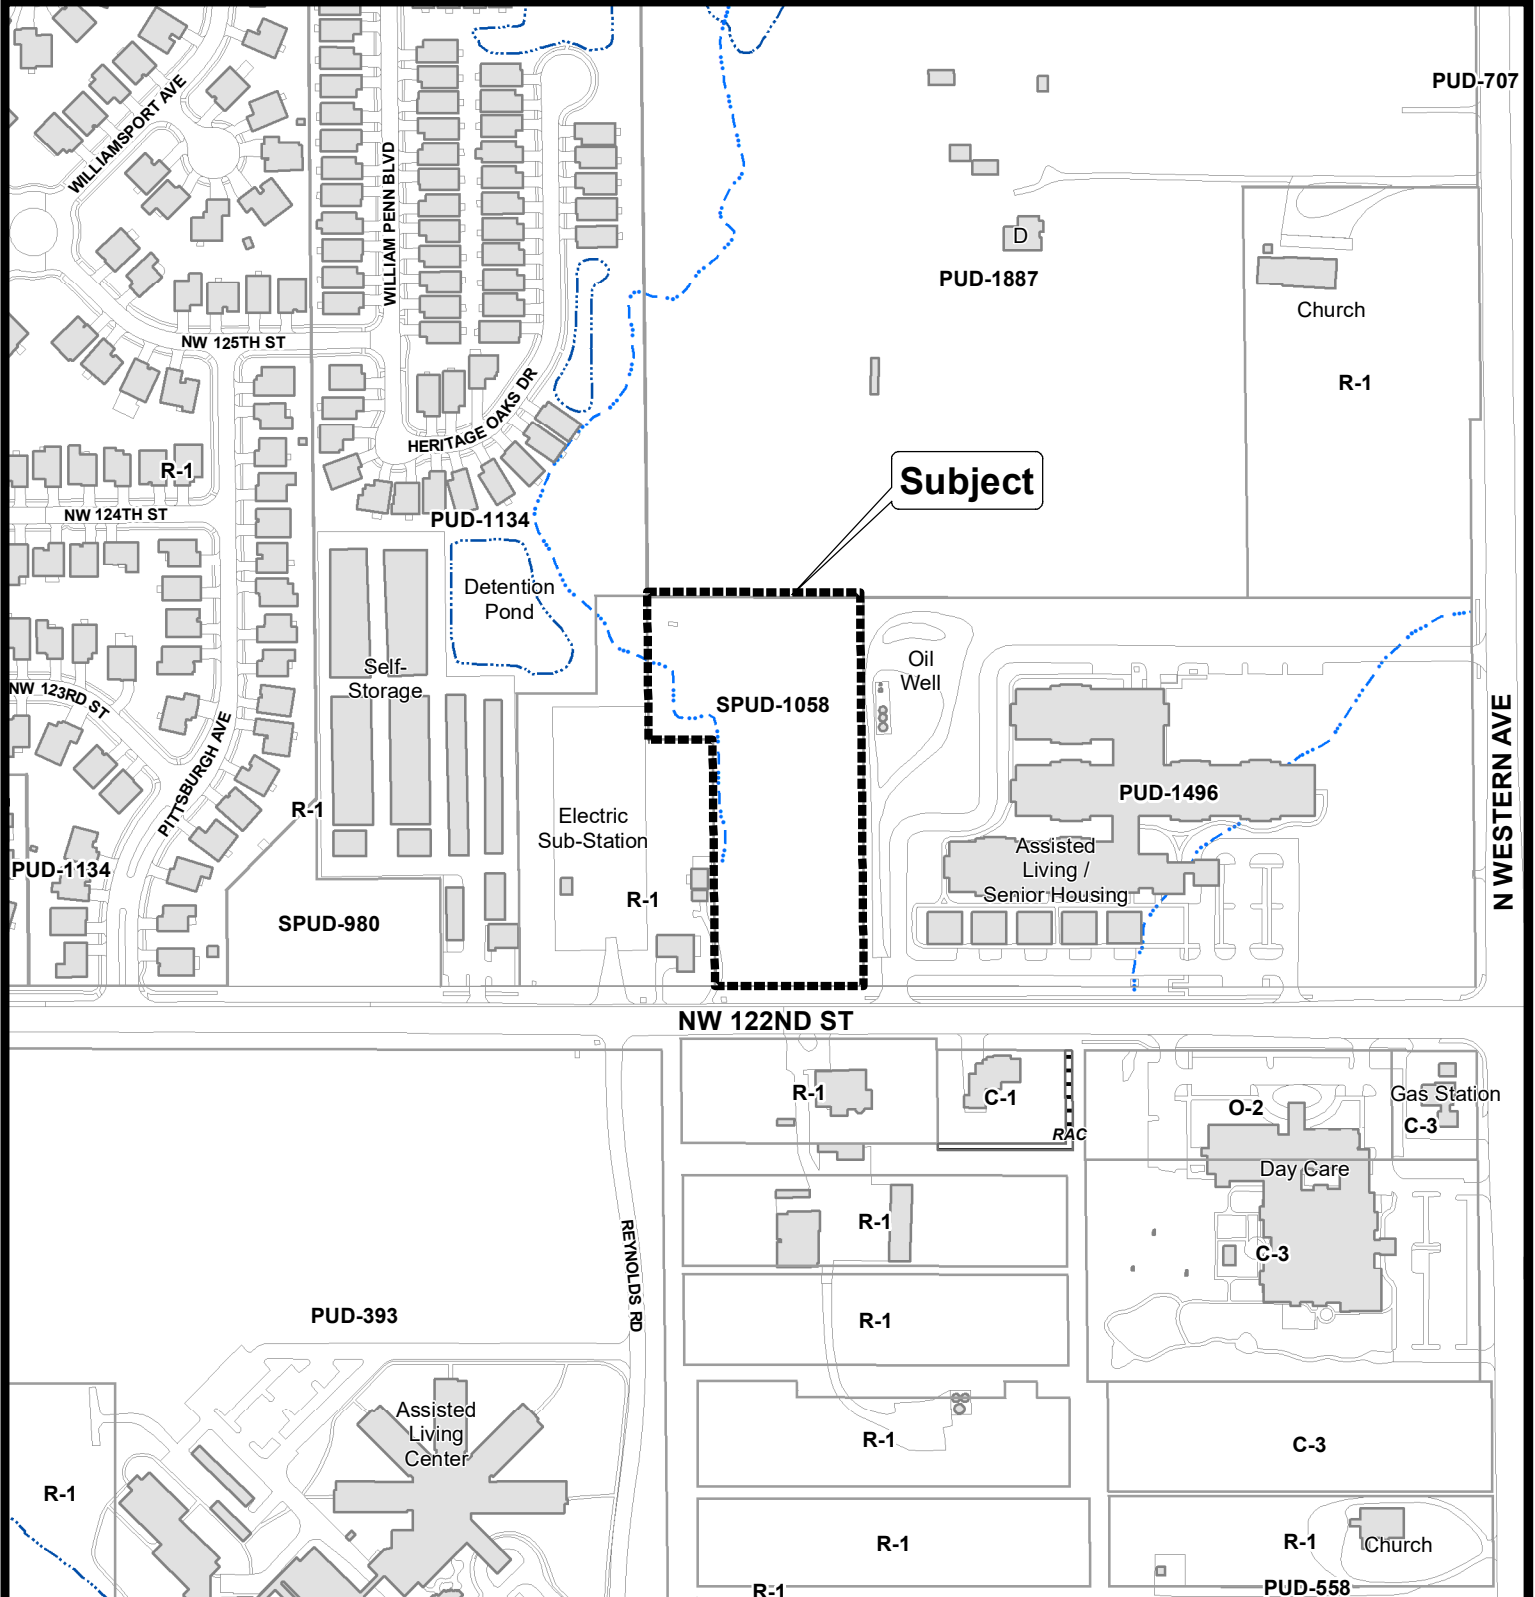 PUD-707
WILLIAMSPORT AVE
WILLIAM PENN BLVD
D
PUD-1887
Church
NW 125TH ST
R-1
HERITAGE OAKS DR
R-1
Subject
NW 124TH ST
PUD-1134
Detention
Pond
Self-
Storage
Oil
Well
NW 123RD ST
SPUD-1058
N WESTERN AVE
PITTSBURGH AVE
PUD-1496
R-1
Electric
Sub-Station
Assisted
Living /
Senior Housing
PUD-1134
R-1
SPUD-980
NW 122ND ST
R-1
C-1
RAC
O-2
Gas Station
C-3
Day Care
R-1
C-3
REYNOLDS RD
PUD-393
R-1
Assisted
Living
Center
R-1
C-3
R-1
R-1
R-1
Church
R-1
PUD-558